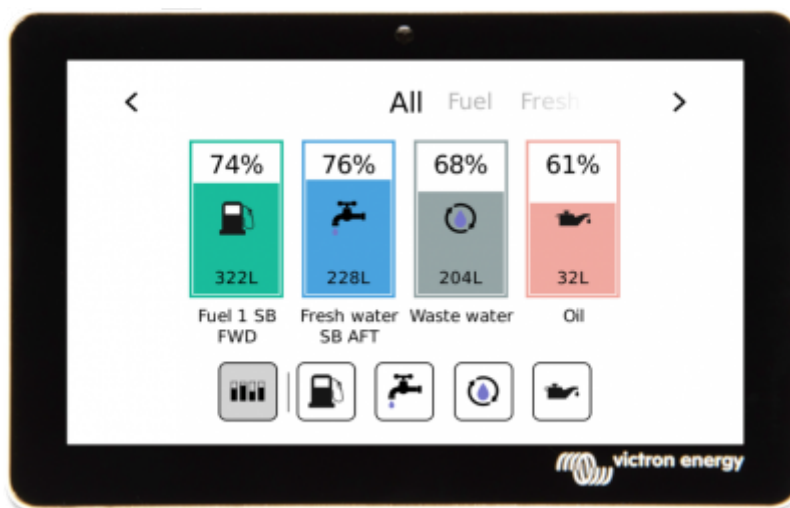 All Fuel Fresh
74% 76% 68% 61%
322L 228L 204L 32L
Fuel 1 SB FWD
Fresh water SB AFT
Waste water
Oil
victron energy